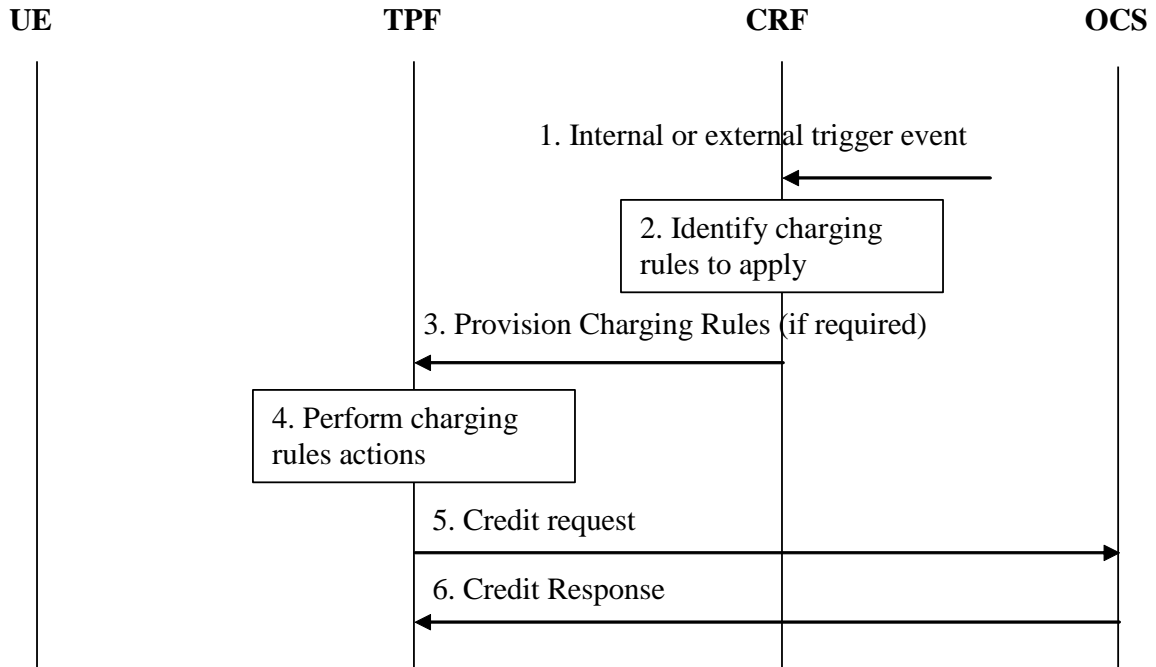 UE TPF CRF OCS
1. Internal or external trigger event
2. Identify charging
rules to apply
3. Provision Charging Rules (if required)
4. Perform charging
rules actions
5. Credit request
6. Credit Response